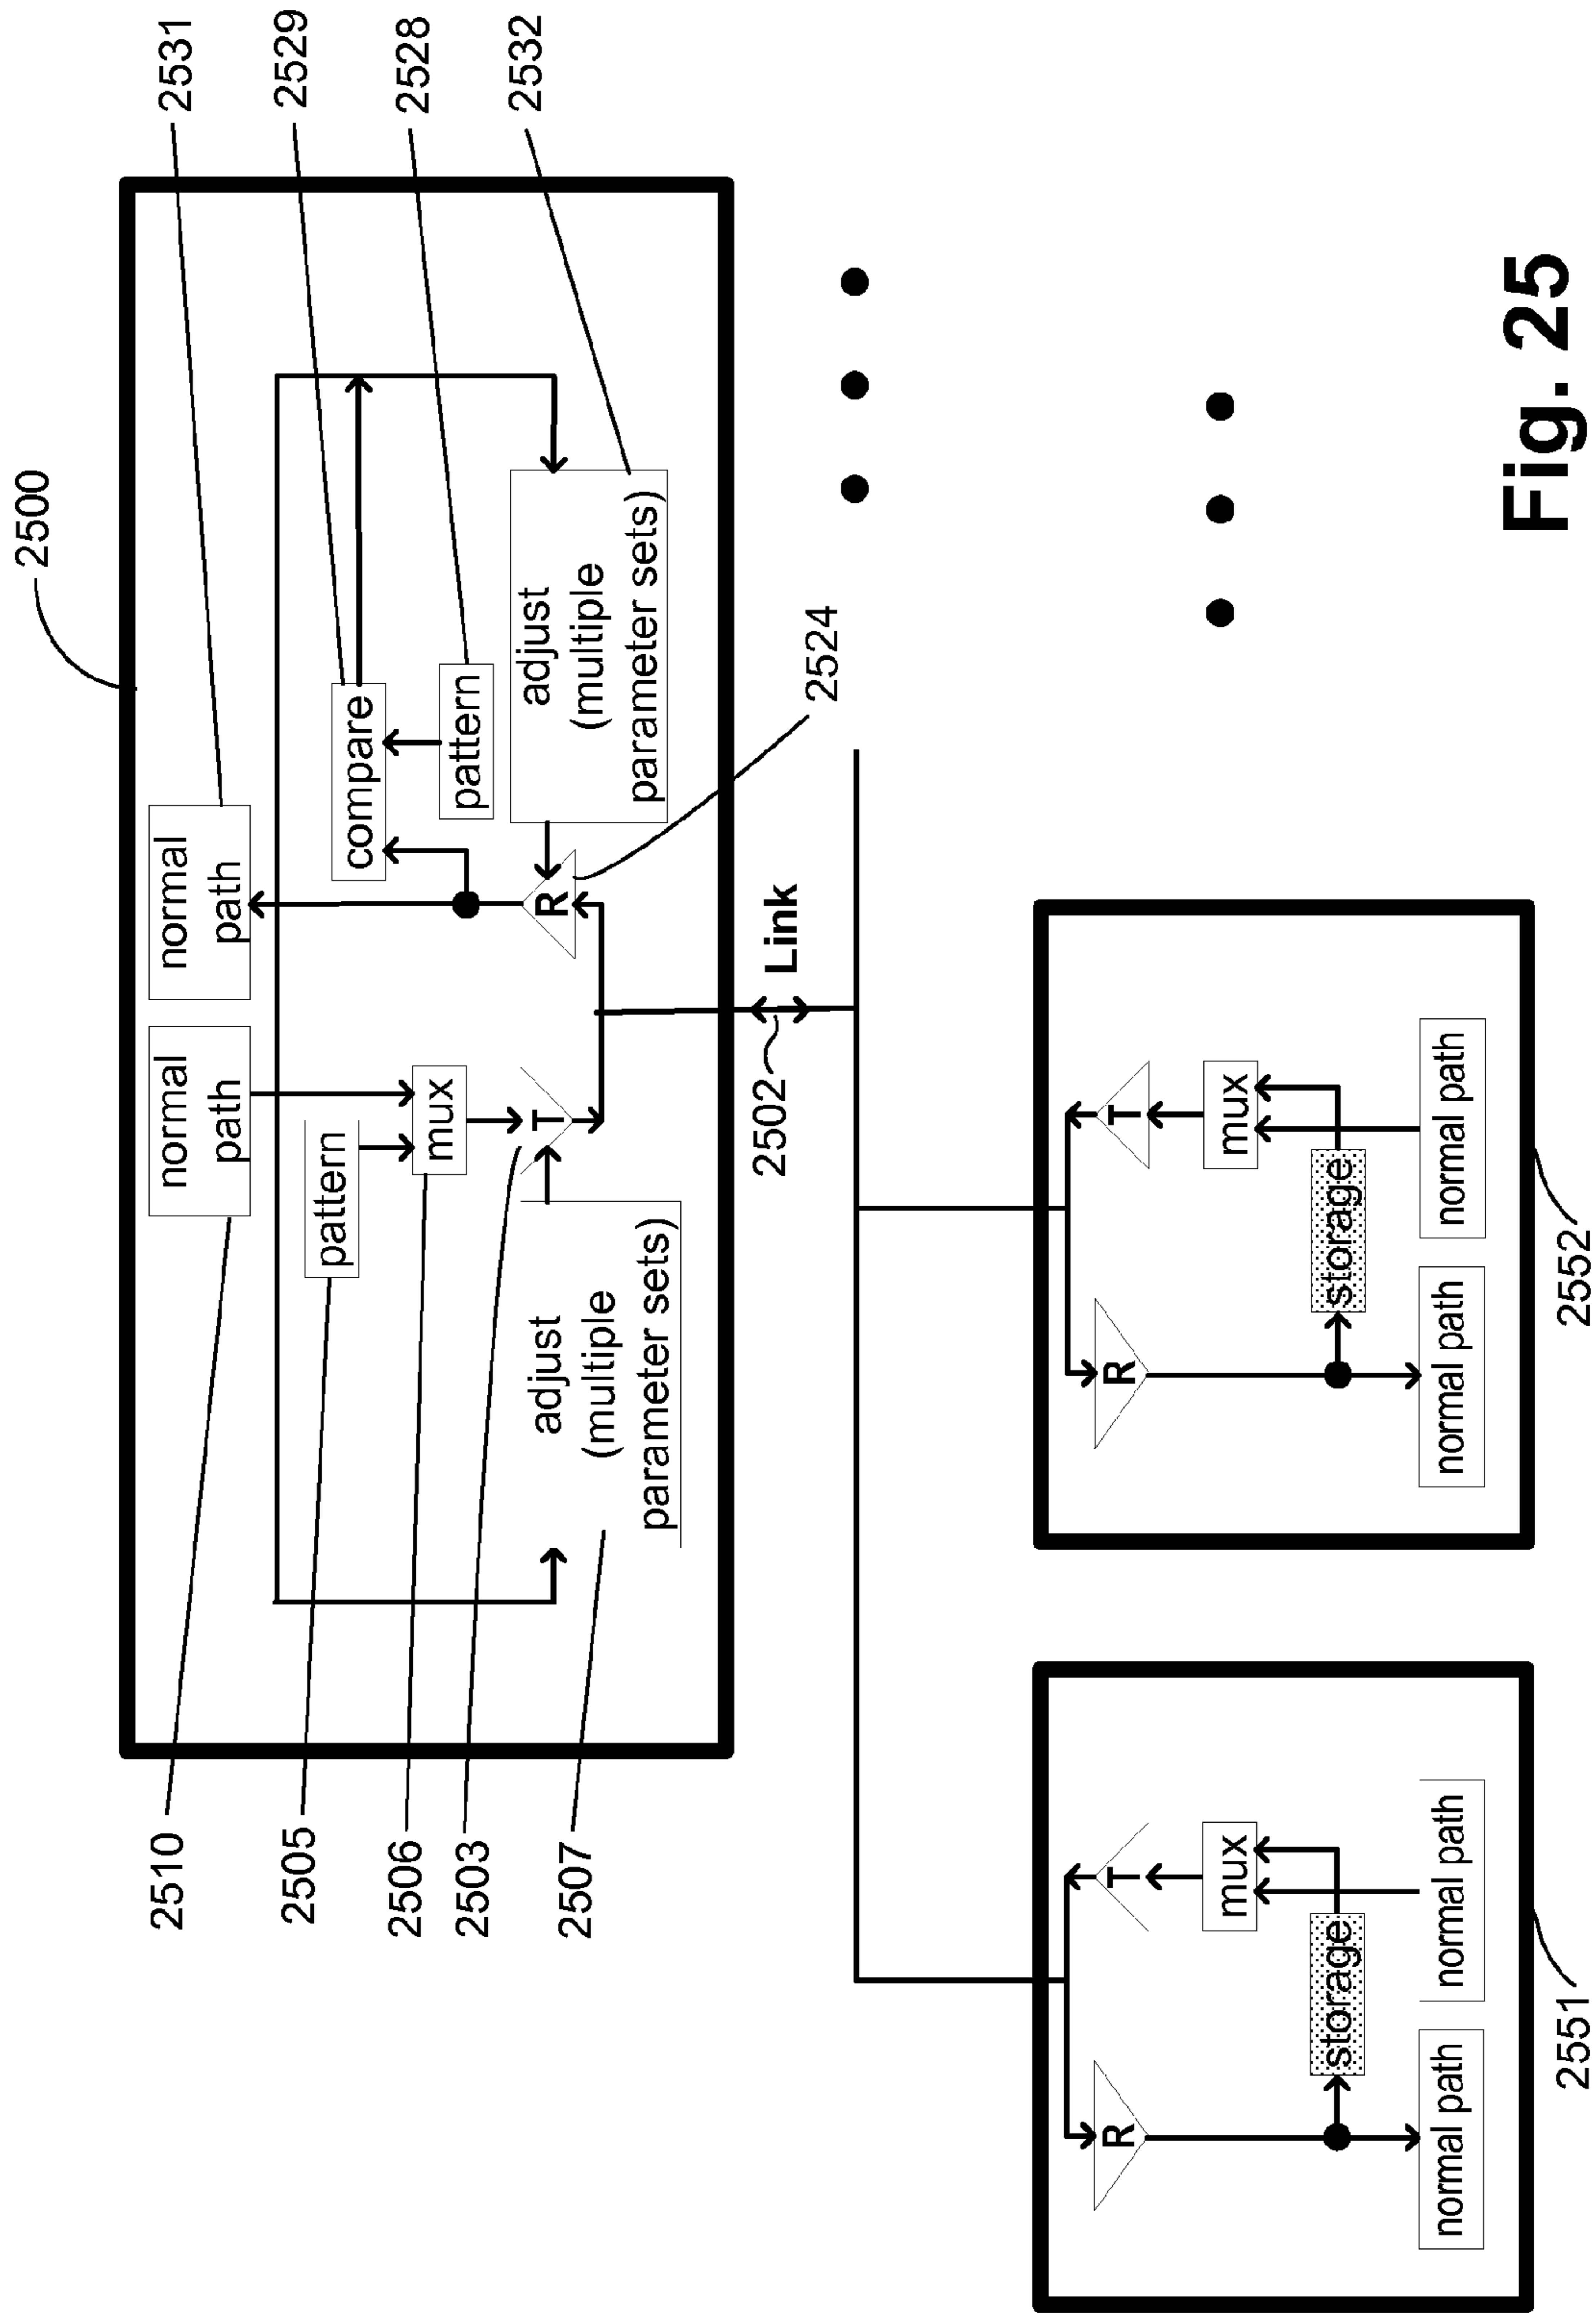 2500
2510
2505
2506
2503
2507
2531
2529
2528
2532
normal
path
normal
path
pattern
mux
T
adjust
(multiple
parameter sets)
compare
pattern
R
adjust
(multiple
parameter sets)
2524
2502
Link
R
T
mux
storage
normal path
normal path
2551
R
T
mux
storage
normal path
normal path
2552
Fig. 25